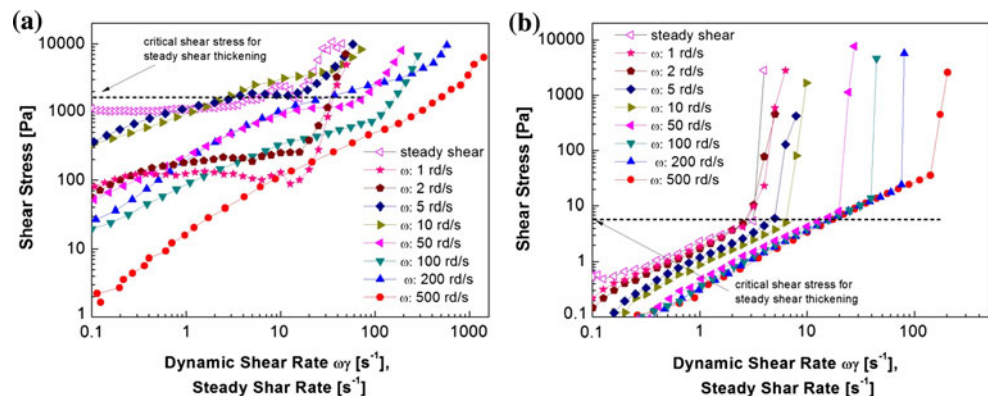 (a)
10000
1000
100
10
1
Shear Stress [Pa]
critical shear stress for
steady shear thickening
steady shear
ω: 1 rd/s
ω: 2 rd/s
ω: 5 rd/s
ω: 10 rd/s
ω: 50 rd/s
ω: 100 rd/s
ω: 200 rd/s
ω: 500 rd/s
0.1 1 10 100 1000
Dynamic Shear Rate ωγ [s⁻¹],
Steady Shar Rate [s⁻¹]
(b)
10000
1000
100
10
1
0.1
Shear Stress [Pa]
steady shear
ω: 1 rd/s
ω: 2 rd/s
ω: 5 rd/s
ω: 10 rd/s
ω: 50 rd/s
ω: 100 rd/s
ω: 200 rd/s
ω: 500 rd/s
critical shear stress for
steady shear thickening
0.1 1 10 100
Dynamic Shear Rate ωγ [s⁻¹],
Steady Shar Rate [s⁻¹]